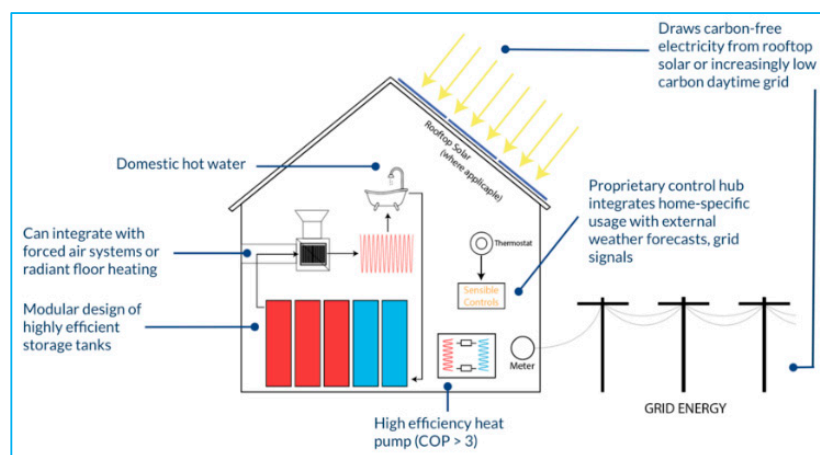 Draws carbon-free
electricity from rooftop
solar or increasingly low
carbon daytime grid
Rooftop Solar
(where applicaple)
Domestic hot water
Proprietary control hub
integrates home-specific
usage with external
weather forecasts, grid
signals
Can integrate with
forced air systems or
radiant floor heating
Thermostat
Sensible
Controls
Modular design of
highly efficient
storage tanks
Meter
High efficiency heat
pump (COP > 3)
GRID ENERGY